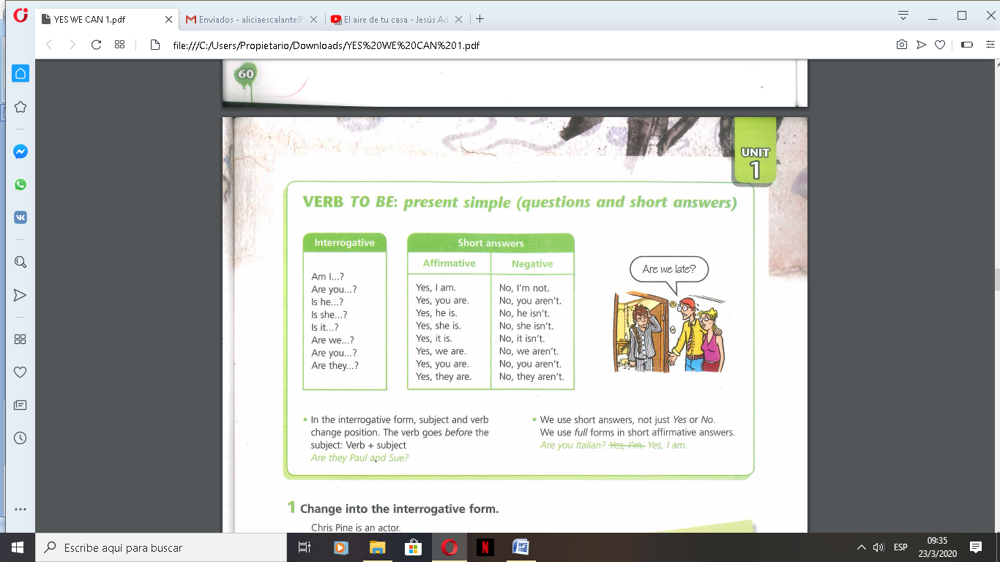 YES WE CAN 1.pdf
Enviados - aliciaescalante9
El aire de tu casa - Jesús Ad
file:///C:/Users/Propietario/Downloads/YES%20WE%20CAN%201.pdf
60
UNIT
1
VERB TO BE: present simple (questions and short answers)
Interrogative
Am I...?
Are you...?
Is he...?
Is she...?
Is it...?
Are we...?
Are you...?
Are they...?
Short answers
Affirmative Negative
Yes, I am. No, I'm not.
Yes, you are. No, you aren't.
Yes, he is. No, he isn't.
Yes, she is. No, she isn't.
Yes, it is. No, it isn't.
Yes, we are. No, we aren't.
Yes, you are. No, you aren't.
Yes, they are. No, they aren't.
Are we late?
• In the interrogative form, subject and verb
change position. The verb goes before the
subject: Verb + subject
Are they Paul and Sue?
• We use short answers, not just Yes or No.
We use full forms in short affirmative answers.
Are you Italian? Yes, I'm. Yes, I am.
1 Change into the interrogative form.
Chris Pine is an actor.
Escribe aquí para buscar
N
W
ESP
09:35
23/3/2020